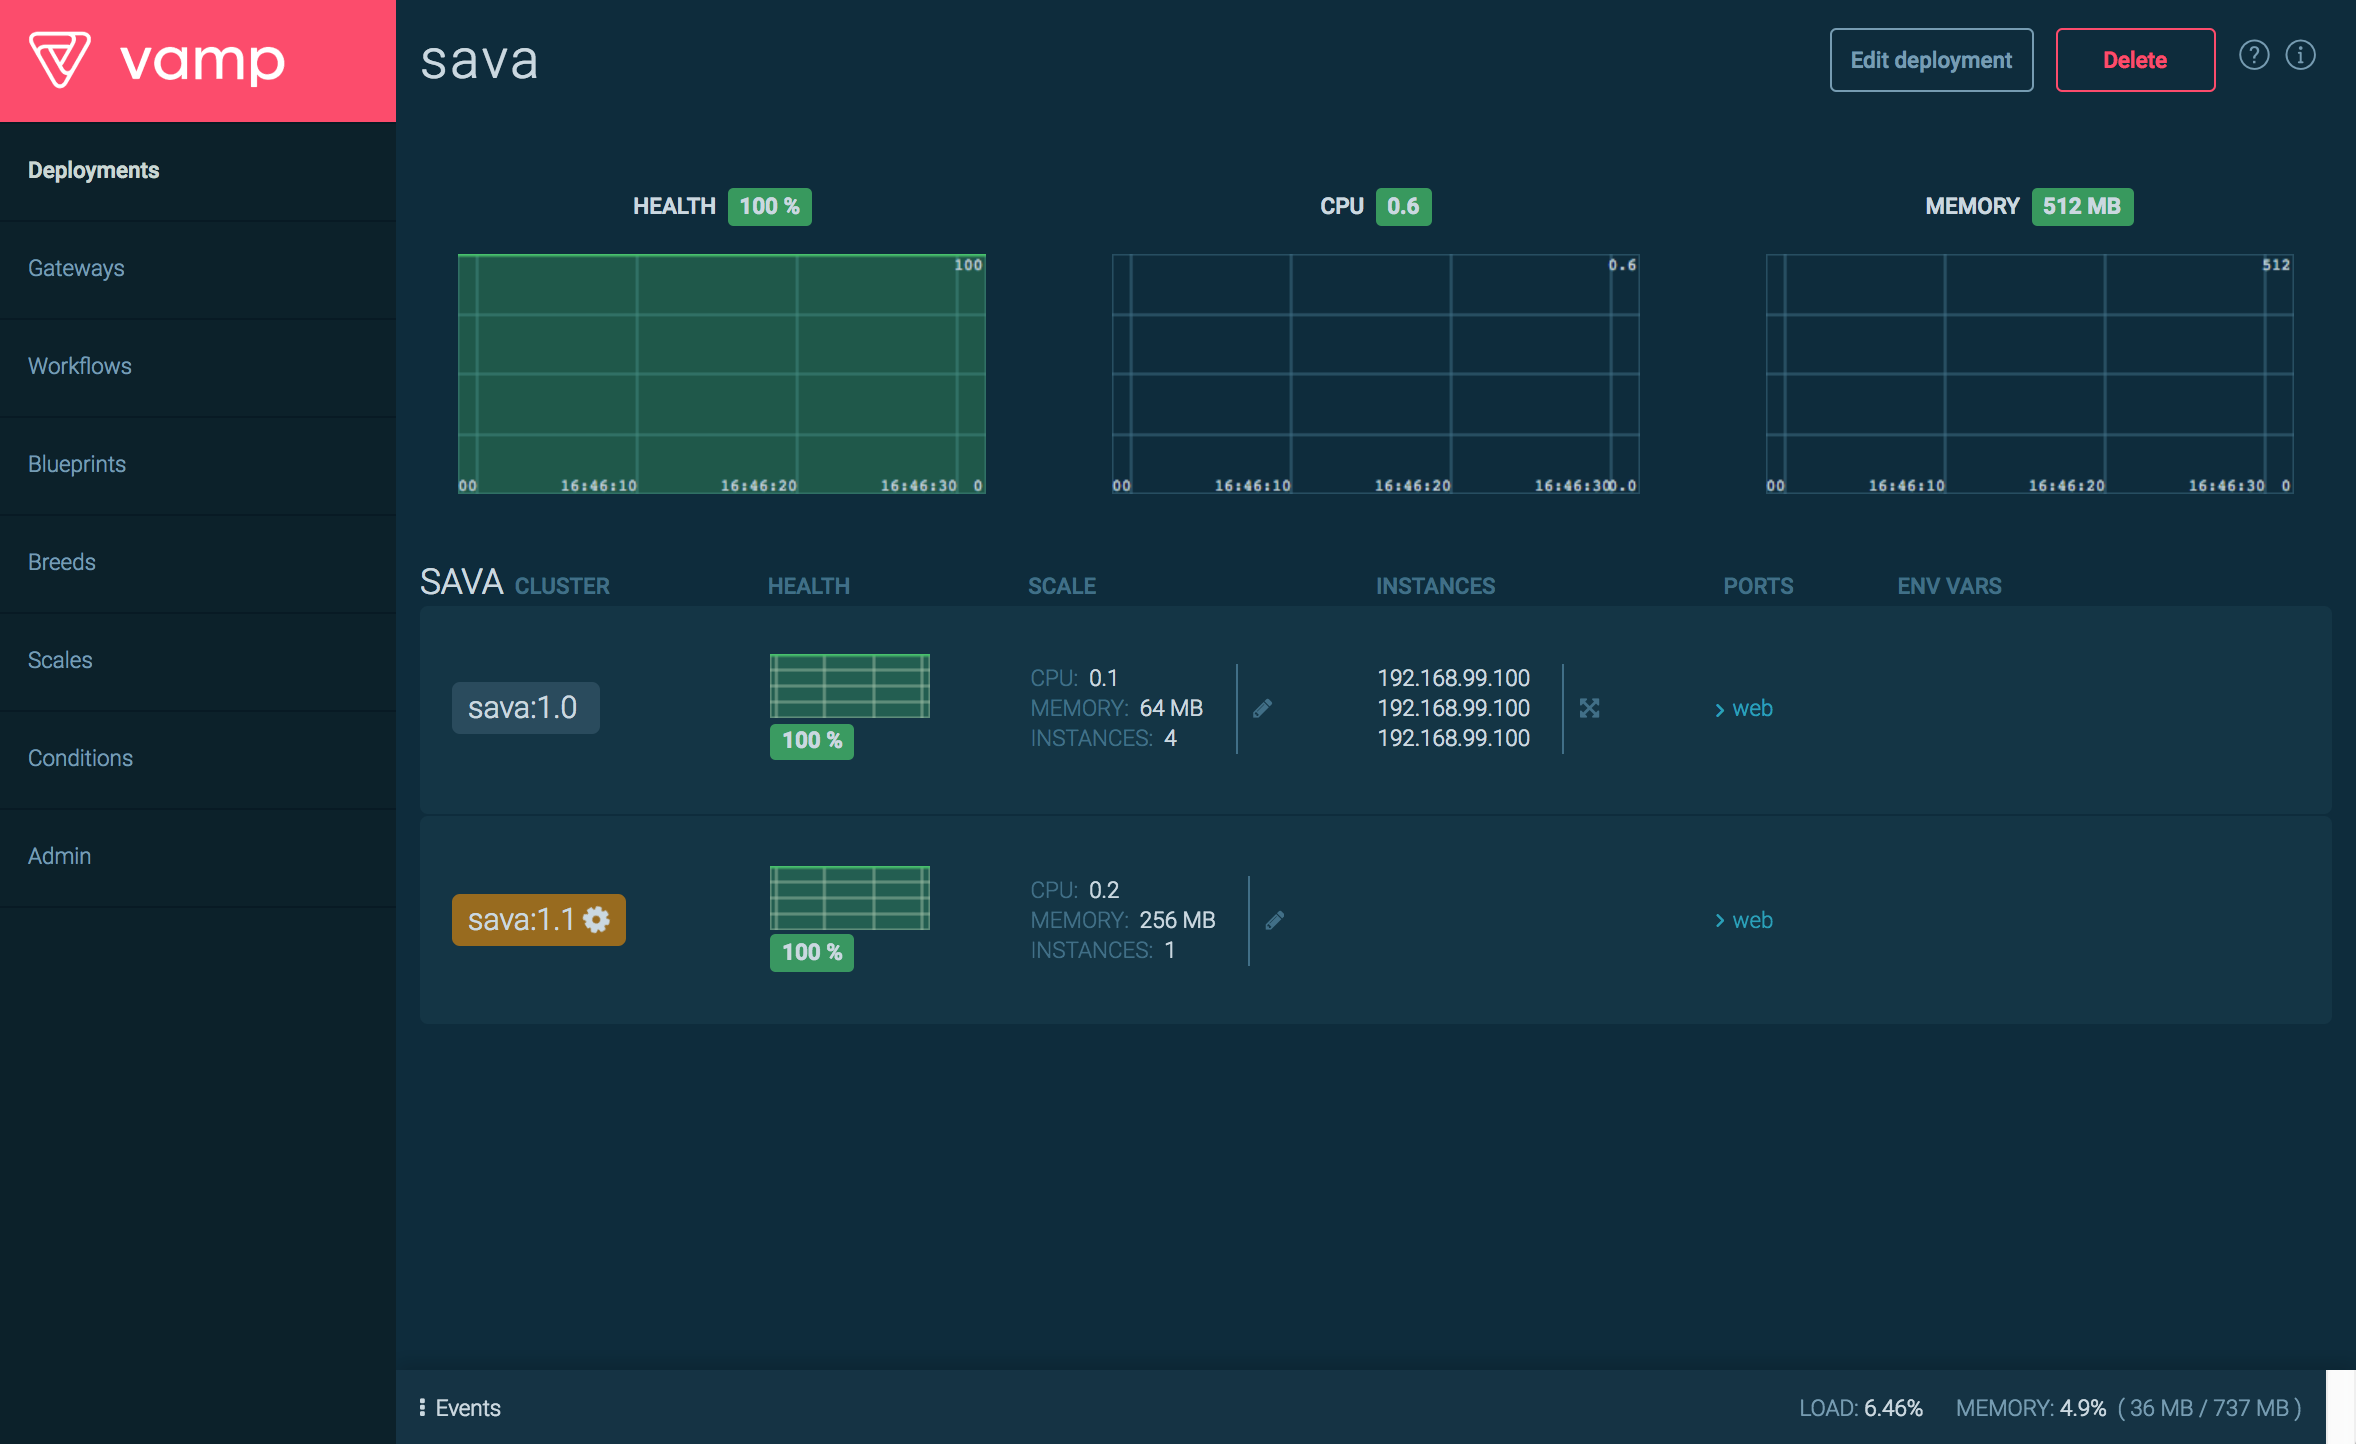 vamp
sava
Edit deployment
Delete
?
i
Deployments
Gateways
Workflows
Blueprints
Breeds
Scales
Conditions
Admin
HEALTH 100 %
100
00 16:46:10 16:46:20 16:46:30 0
CPU 0.6
0.6
00 16:46:10 16:46:20 16:46:30 0.0
MEMORY 512 MB
512
00 16:46:10 16:46:20 16:46:30 0
SAVA CLUSTER HEALTH SCALE INSTANCES PORTS ENV VARS
sava:1.0
100 %
CPU: 0.1
MEMORY: 64 MB
INSTANCES: 4
192.168.99.100
192.168.99.100
192.168.99.100
web
sava:1.1
100 %
CPU: 0.2
MEMORY: 256 MB
INSTANCES: 1
web
Events
LOAD: 6.46% MEMORY: 4.9% ( 36 MB / 737 MB )